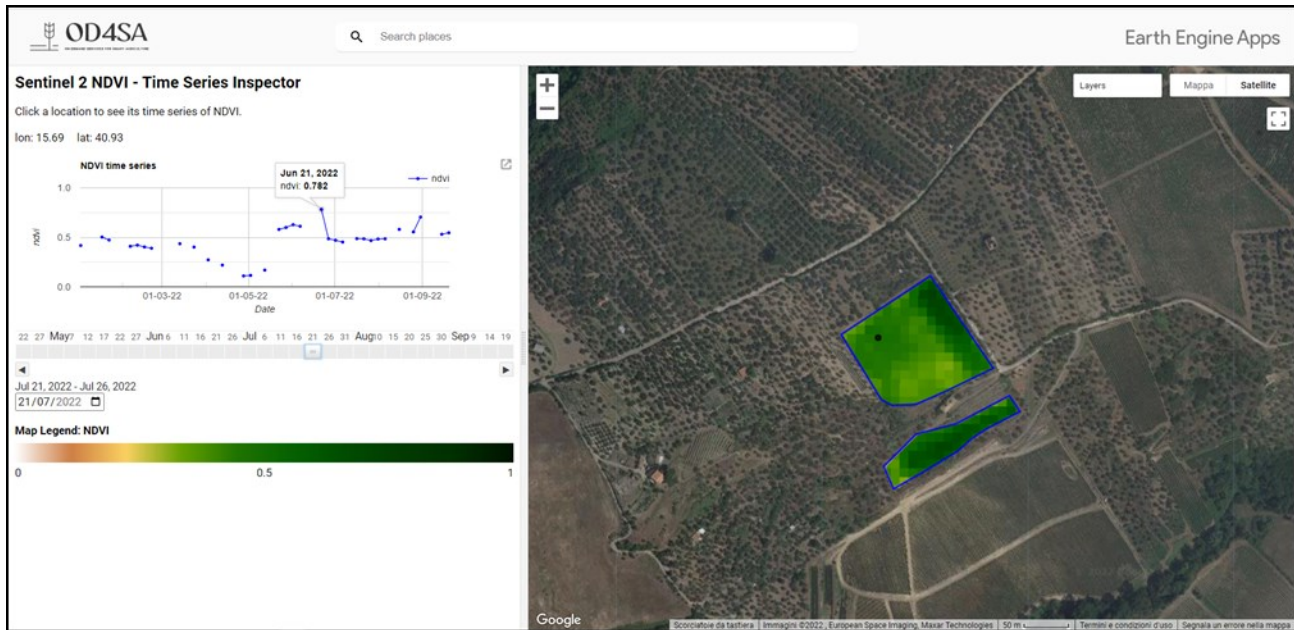 OD4SA
ON DEMAND SERVICES FOR SMART AGRICULTURE
Search places
Earth Engine Apps
Sentinel 2 NDVI - Time Series Inspector
Click a location to see its time series of NDVI.
lon: 15.69 lat: 40.93
NDVI time series
Jun 21, 2022
ndvi: 0.782
ndvi
1.0
0.5
0.0
ndvi
01-03-22 01-05-22 01-07-22 01-09-22
Date
22 27 May7 12 17 22 27 Jun6 11 16 21 26 Jul 6 11 16 21 26 31 Aug10 15 20 25 30 Sep9 14 19
Jul 21, 2022 - Jul 26, 2022
21/07/2022
Map Legend: NDVI
0 0.5 1
+
−
Layers
Mappa Satellite
Google
Scorciatoie da tastiera Immagini ©2022 , European Space Imaging, Maxar Technologies 50 m Termini e condizioni d'uso Segnala un errore nella mappa